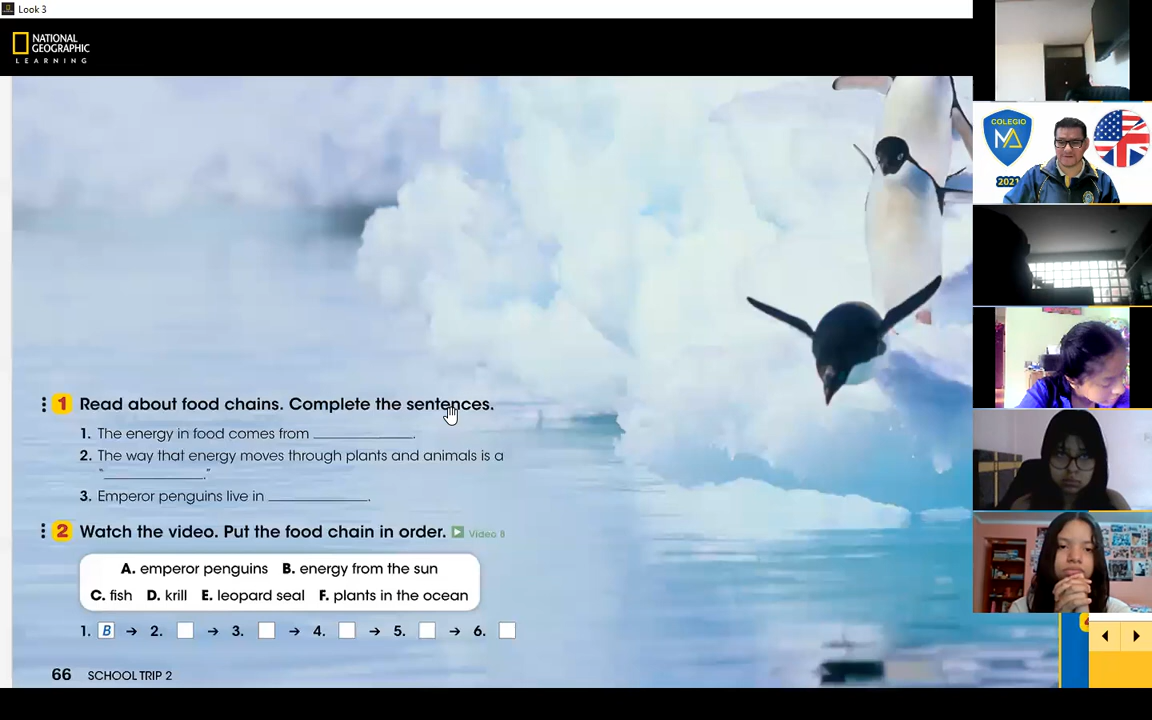 Look 3
NATIONAL
GEOGRAPHIC
LEARNING
COLEGIO
MA
2021
1 Read about food chains. Complete the sentences.
1. The energy in food comes from ______________.
2. The way that energy moves through plants and animals is a
"______________."
3. Emperor penguins live in ______________.
2 Watch the video. Put the food chain in order. Video 8
A. emperor penguins B. energy from the sun
C. fish D. krill E. leopard seal F. plants in the ocean
1. B → 2. → 3. → 4. → 5. → 6.
66 SCHOOL TRIP 2